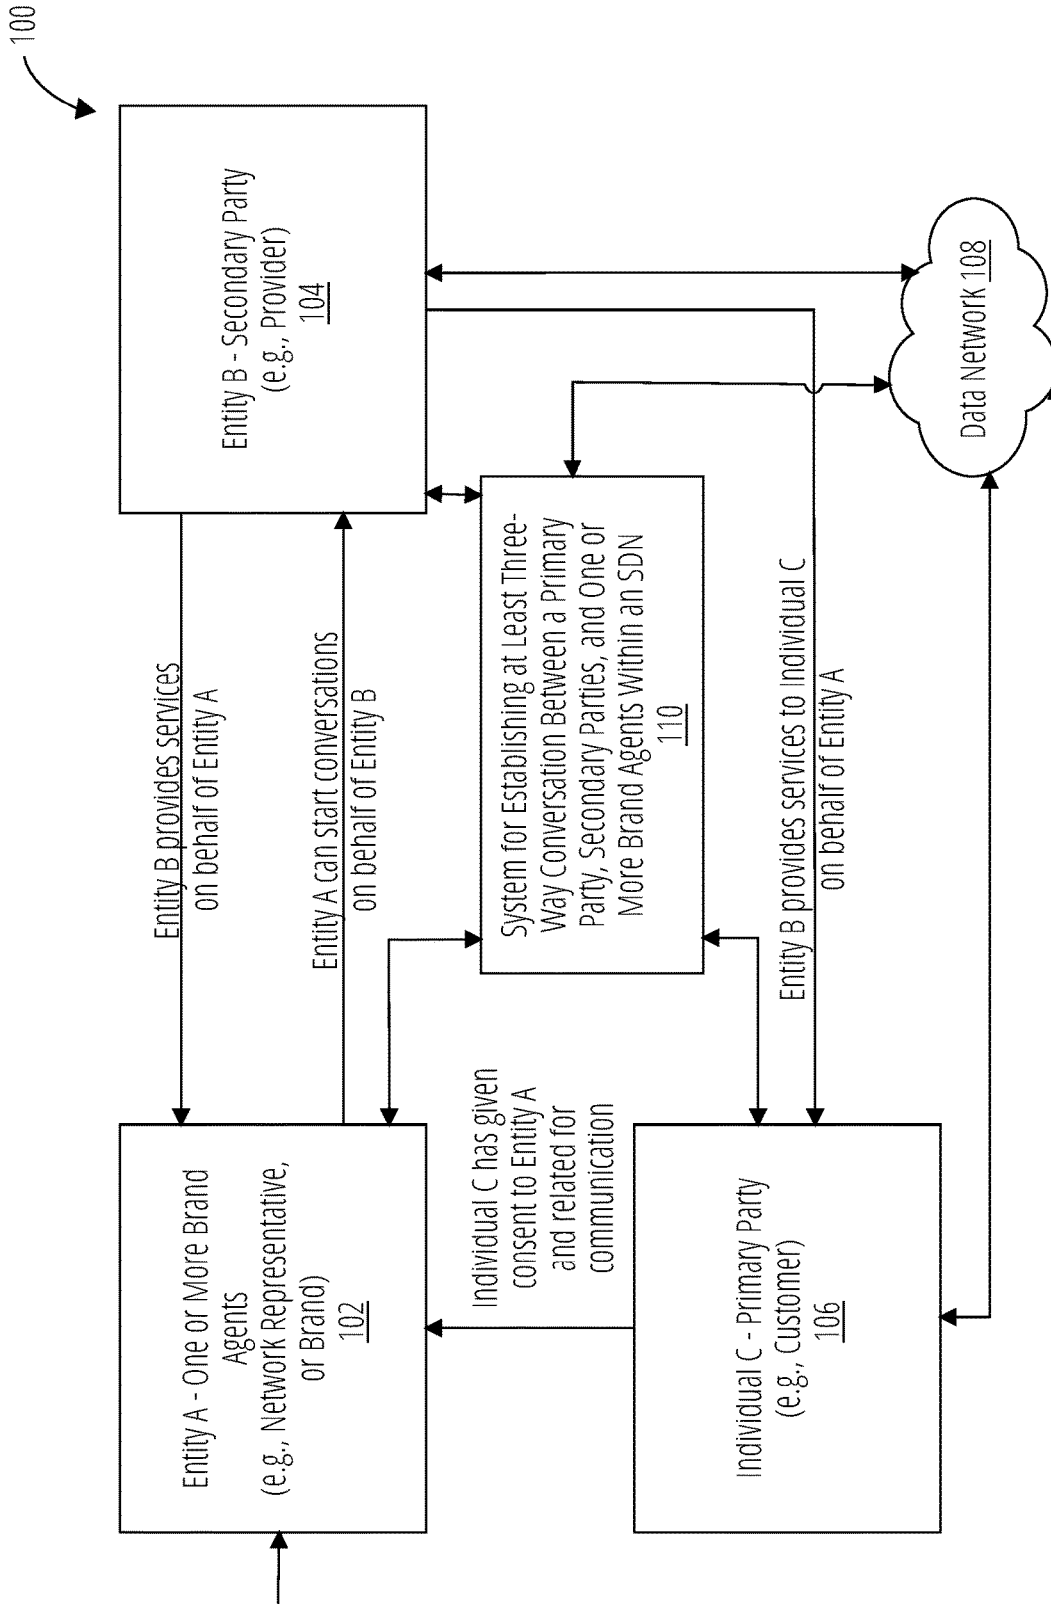 100
Entity A - One or More Brand
Agents
(e.g., Network Representative,
or Brand)
102
Entity B provides services
on behalf of Entity A
Entity A can start conversations
on behalf of Entity B
Entity B - Secondary Party
(e.g., Provider)
104
Individual C has given
consent to Entity A
and related for
communication
System for Establishing at Least Three-
Way Conversation Between a Primary
Party, Secondary Parties, and One or
More Brand Agents Within an SDN
110
Individual C - Primary Party
(e.g., Customer)
106
Entity B provides services to Individual C
on behalf of Entity A
Data Network 108